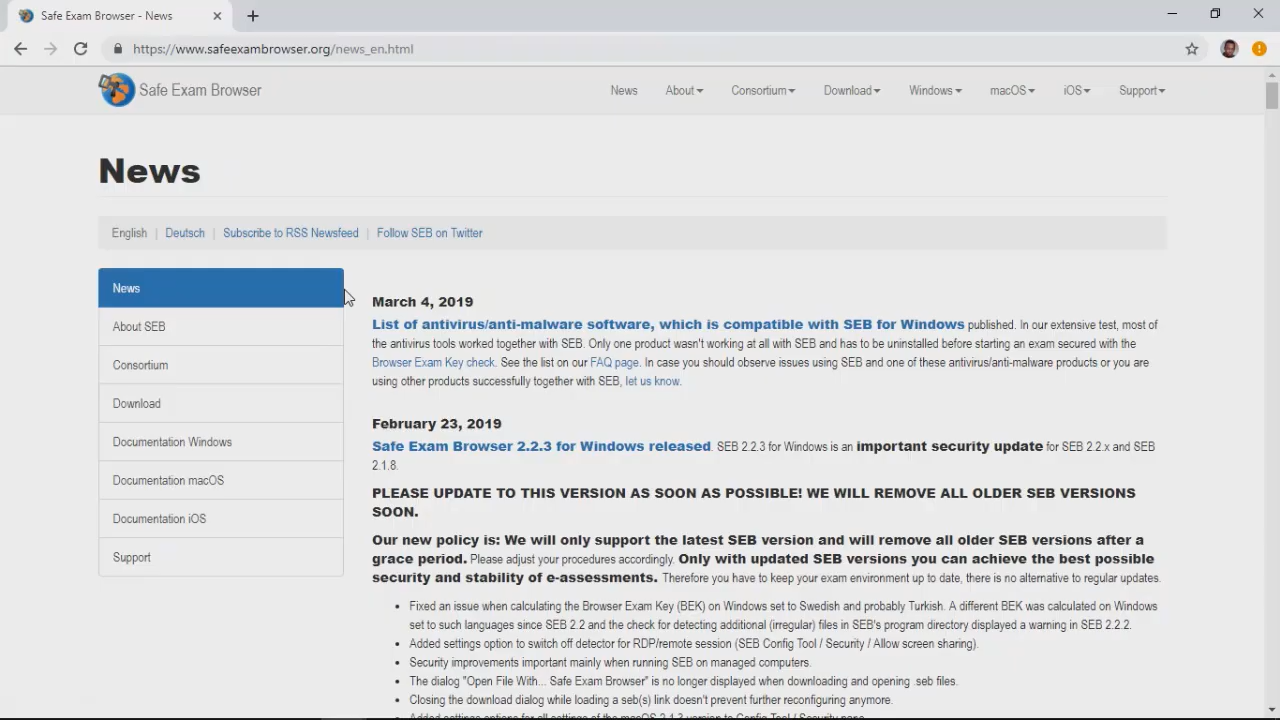 Safe Exam Browser - News
https://www.safeexambrowser.org/news_en.html
Safe Exam Browser
News About Consortium Download Windows macOS iOS Support
News
English | Deutsch | Subscribe to RSS Newsfeed | Follow SEB on Twitter
News
About SEB
Consortium
Download
Documentation Windows
Documentation macOS
Documentation iOS
Support
March 4, 2019
List of antivirus/anti-malware software, which is compatible with SEB for Windows published. In our extensive test, most of
the antivirus tools worked together with SEB. Only one product wasn't working at all with SEB and has to be uninstalled before starting an exam secured with the
Browser Exam Key check. See the list on our FAQ page. In case you should observe issues using SEB and one of these antivirus/anti-malware products or you are
using other products successfully together with SEB, let us know.
February 23, 2019
Safe Exam Browser 2.2.3 for Windows released. SEB 2.2.3 for Windows is an important security update for SEB 2.2.x and SEB
2.1.8.
PLEASE UPDATE TO THIS VERSION AS SOON AS POSSIBLE! WE WILL REMOVE ALL OLDER SEB VERSIONS
SOON.
Our new policy is: We will only support the latest SEB version and will remove all older SEB versions after a
grace period. Please adjust your procedures accordingly. Only with updated SEB versions you can achieve the best possible
security and stability of e-assessments. Therefore you have to keep your exam environment up to date, there is no alternative to regular updates.
• Fixed an issue when calculating the Browser Exam Key (BEK) on Windows set to Swedish and probably Turkish. A different BEK was calculated on Windows
set to such languages since SEB 2.2 and the check for detecting additional (irregular) files in SEB's program directory displayed a warning in SEB 2.2.2.
• Added settings option to switch off detector for RDP/remote session (SEB Config Tool / Security / Allow screen sharing).
• Security improvements important mainly when running SEB on managed computers.
• The dialog "Open File With... Safe Exam Browser" is no longer displayed when downloading and opening .seb files.
• Closing the download dialog while loading a seb(s) link doesn't prevent further reconfiguring anymore.
• Added settings options for all settings of the macOS 2.1.3 version to Config Tool / Security pane